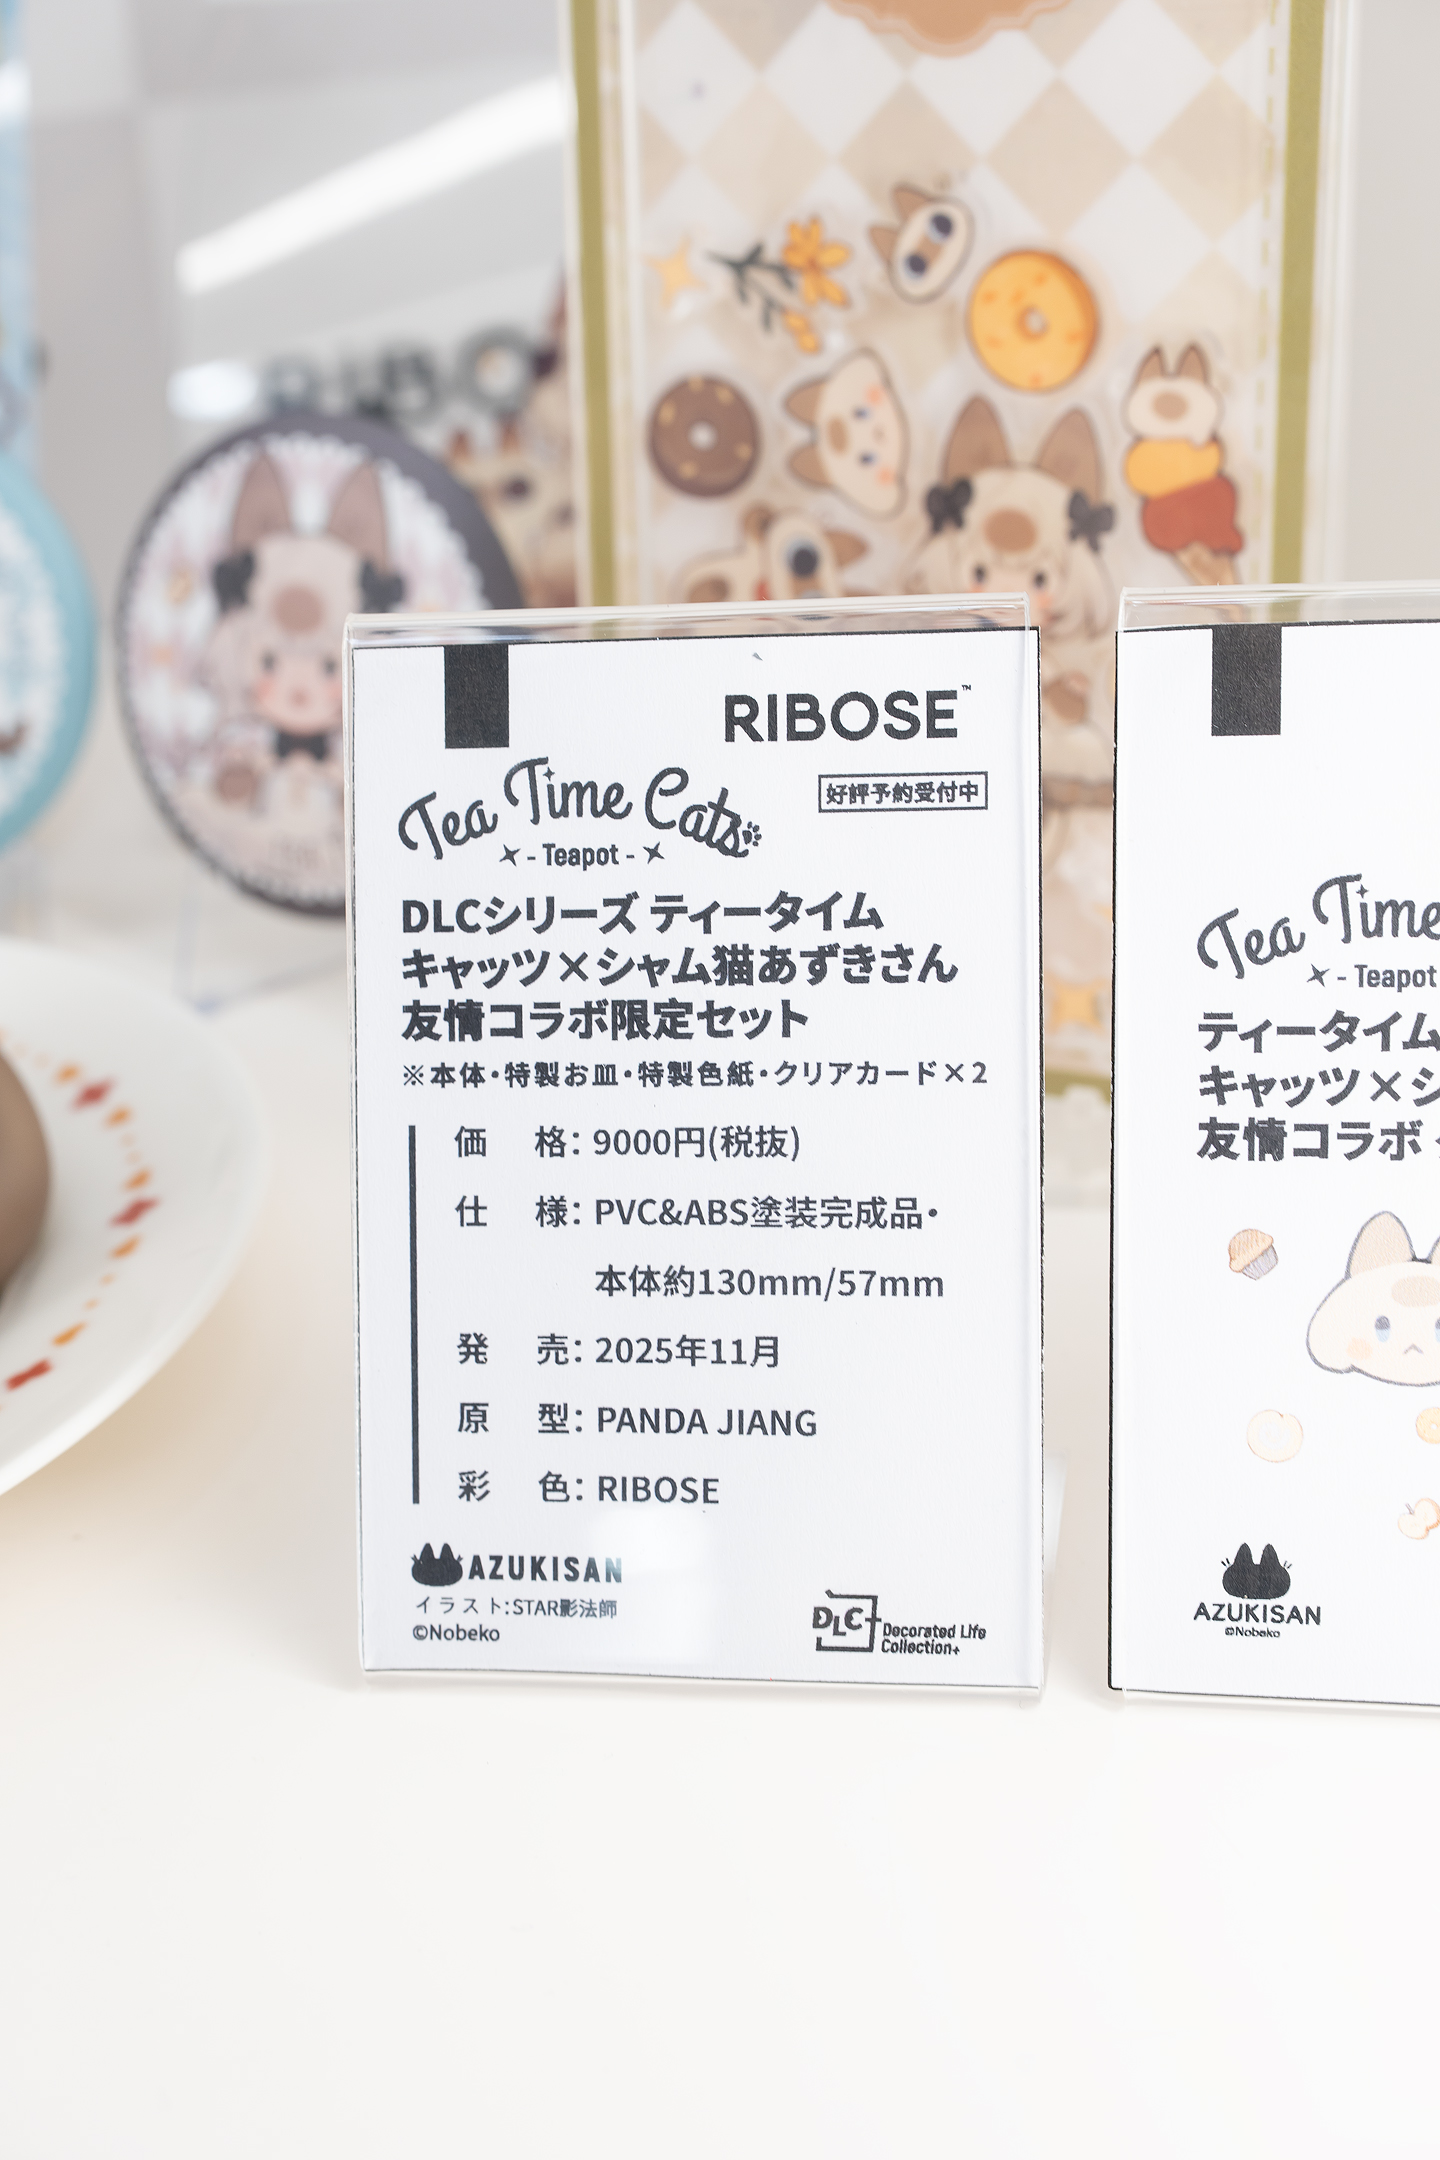 RIBO
RIBOSE™
Tea Time Cats
- Teapot -
好評予約受付中
DLCシリーズ ティータイム
キャッツ×シャム猫あずきさん
友情コラボ限定セット
※本体・特製お皿・特製色紙・クリアカード×2
価 格：9000円(税抜)
仕 様：PVC&ABS塗装完成品・
本体約130mm/57mm
発 売：2025年11月
原 型：PANDA JIANG
彩 色：RIBOSE
AZUKISAN
イラスト：STAR影法師
©Nobeko
DLC+ Decorated Life
Collection+
Tea Time
- Teapot
ティータイム
キャッツ×シ
友情コラボ
AZUKISAN
©Nobeko